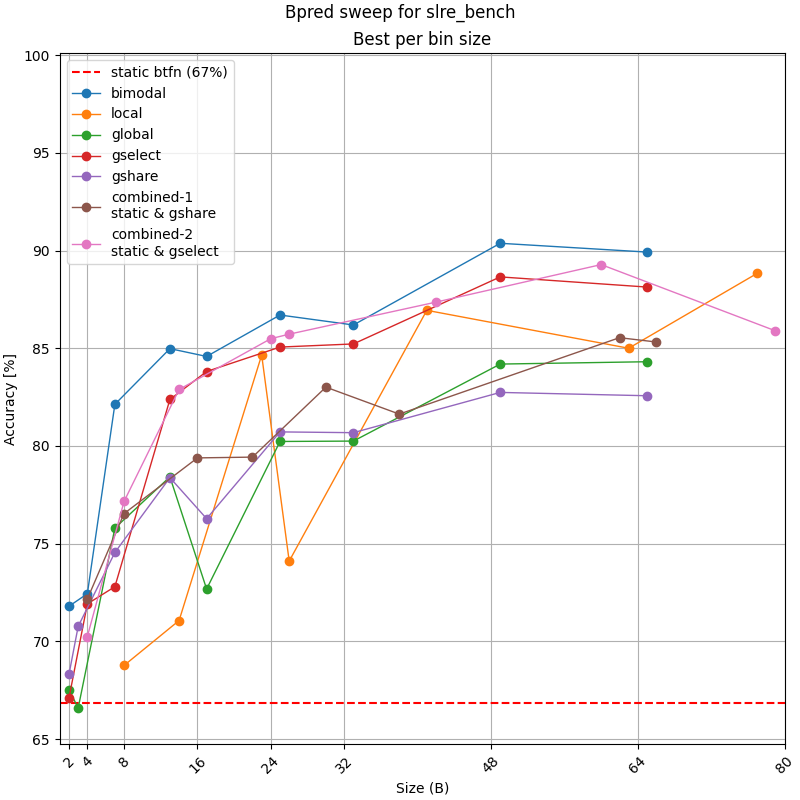 Bpred sweep for slre_bench
Best per bin size
100
95
90
85
80
75
70
65
Accuracy [%]
static btfn (67%)
bimodal
local
global
gselect
gshare
combined-1
static & gshare
combined-2
static & gselect
2 4 8 16 24 32 48 64 80
Size (B)